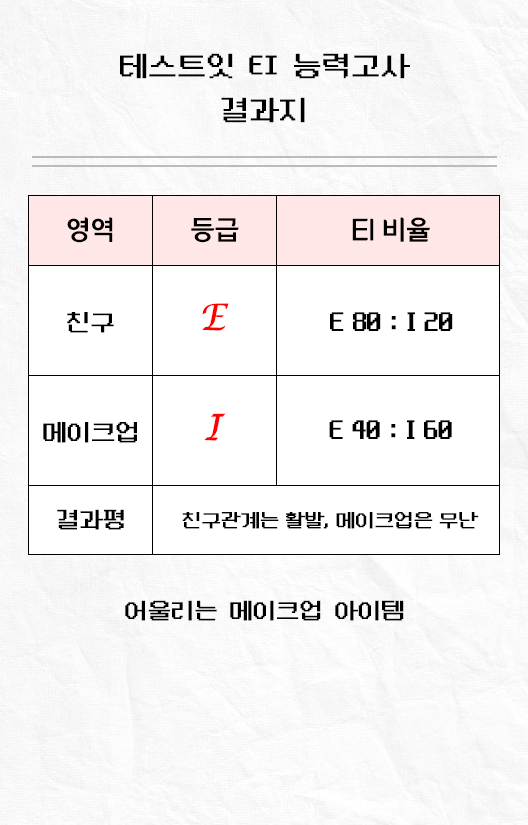 테스트잇 EI 능력고사
결과지
영역 등급 EI 비율
친구 E E 80 : I 20
메이크업 I E 40 : I 60
결과평 친구관계는 활발, 메이크업은 무난
어울리는 메이크업 아이템